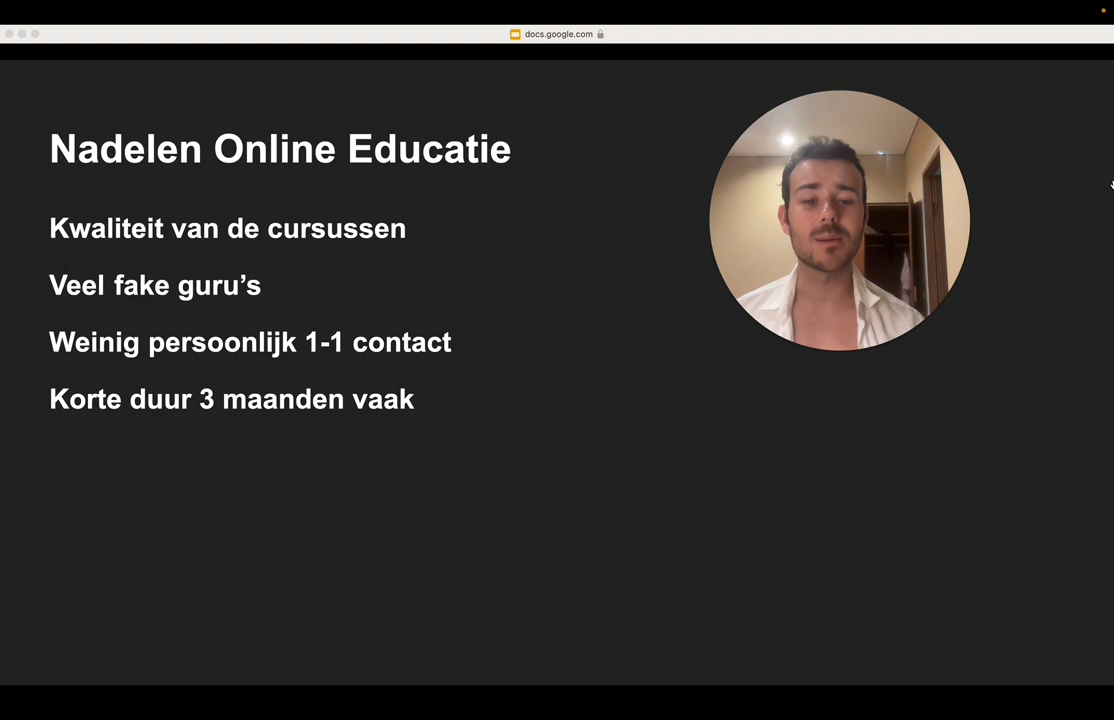 docs.google.com
Nadelen Online Educatie
Kwaliteit van de cursussen
Veel fake guru’s
Weinig persoonlijk 1-1 contact
Korte duur 3 maanden vaak